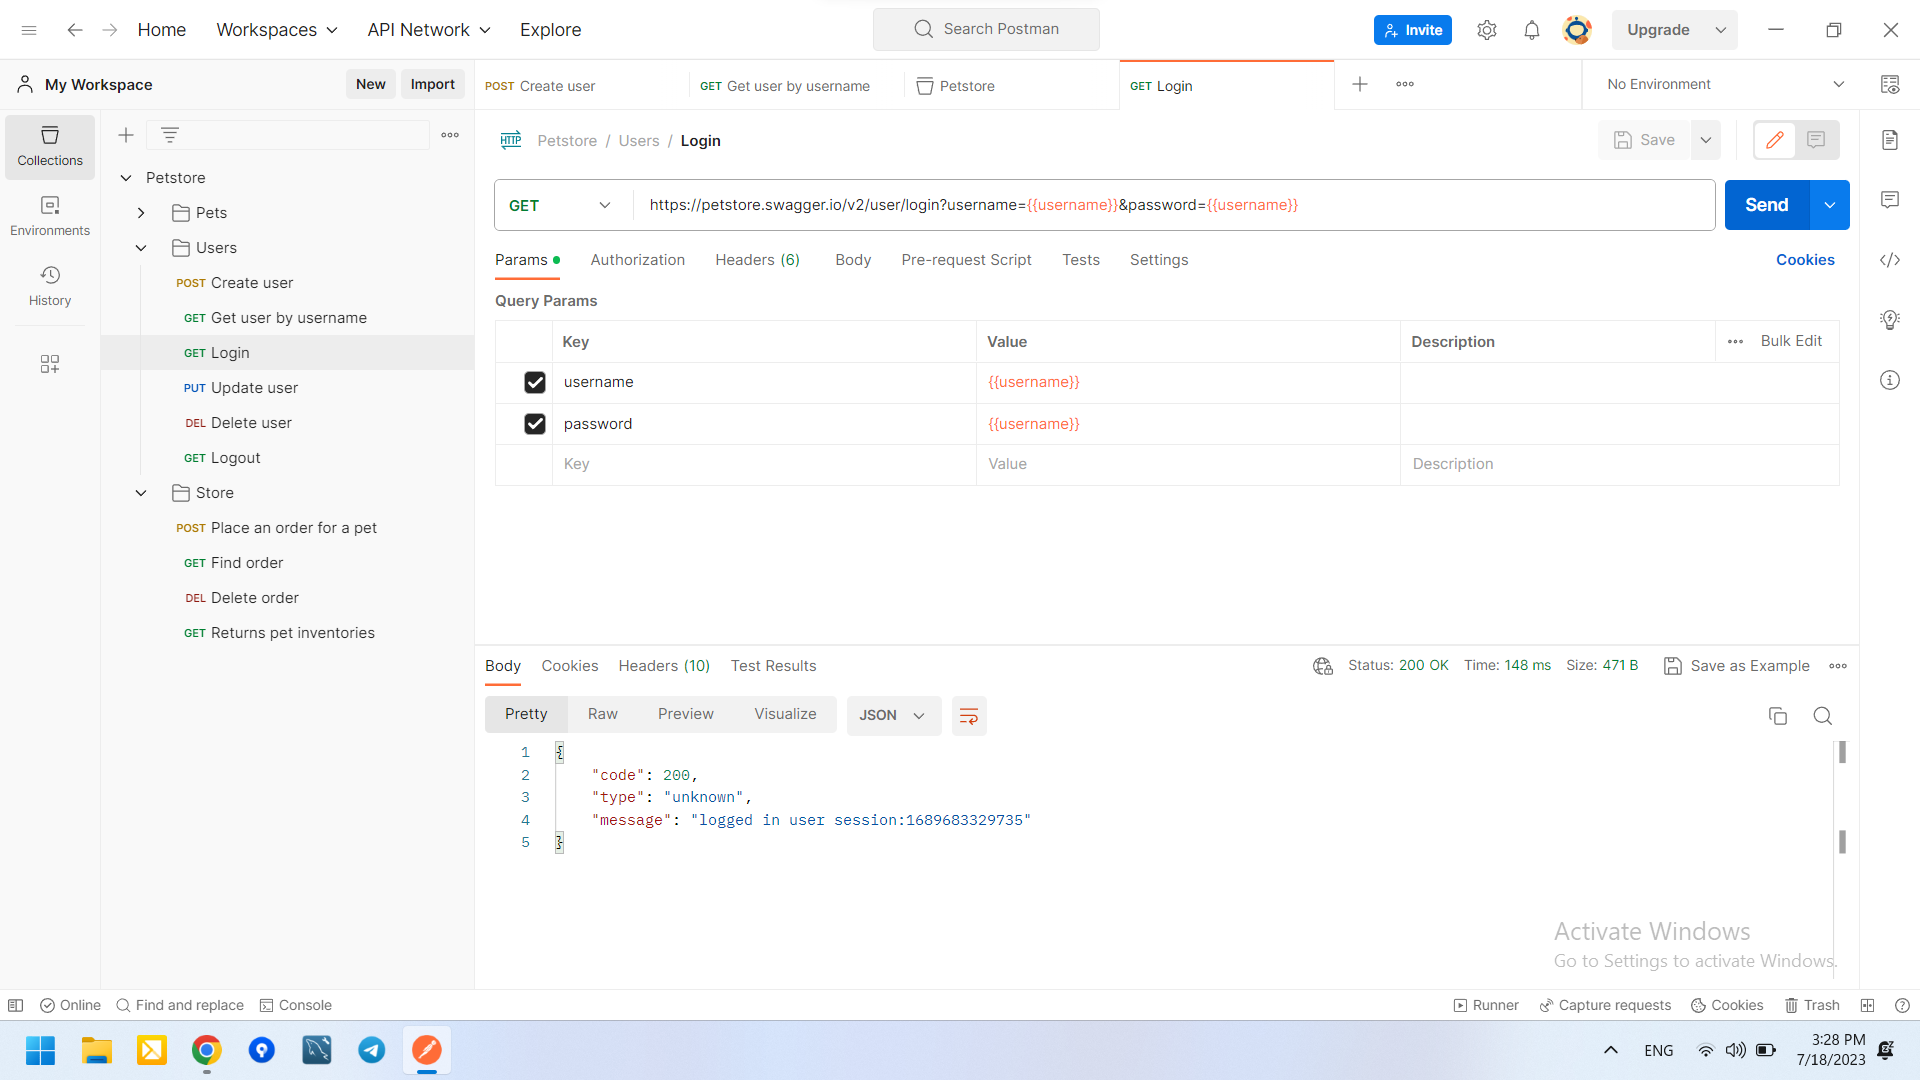 Home
Workspaces
API Network
Explore
Search Postman
Invite
Upgrade
My Workspace
New
Import
POST Create user
GET Get user by username
Petstore
GET Login
No Environment
Collections
Environments
History
Petstore
Pets
Users
POST Create user
GET Get user by username
GET Login
PUT Update user
DEL Delete user
GET Logout
Store
POST Place an order for a pet
GET Find order
DEL Delete order
GET Returns pet inventories
HTTP Petstore / Users / Login
Save
GET
https://petstore.swagger.io/v2/user/login?username={{username}}&password={{username}}
Send
Params
Authorization
Headers (6)
Body
Pre-request Script
Tests
Settings
Cookies
Query Params
Key Value Description Bulk Edit
username {{username}}
password {{username}}
Key Value Description
Body
Cookies
Headers (10)
Test Results
Status: 200 OK Time: 148 ms Size: 471 B
Save as Example
Pretty
Raw
Preview
Visualize
JSON
1 {
2 "code": 200,
3 "type": "unknown",
4 "message": "logged in user session:1689683329735"
5 }
Activate Windows
Go to Settings to activate Windows.
Online
Find and replace
Console
Runner
Capture requests
Cookies
Trash
ENG
3:28 PM
7/18/2023